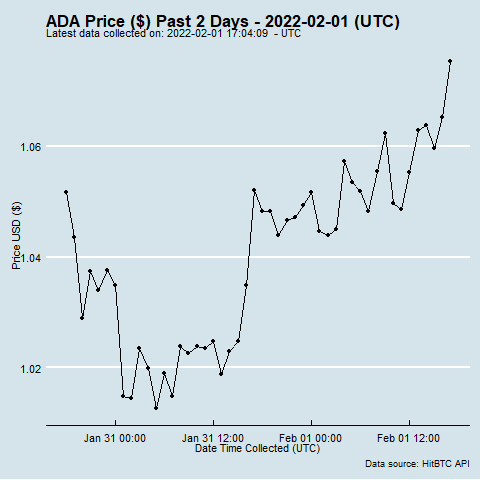 ADA Price ($) Past 2 Days - 2022-02-01 (UTC)
Latest data collected on: 2022-02-01 17:04:09  - UTC
Price USD ($)
1.06
1.04
1.02
Jan 31 00:00
Jan 31 12:00
Feb 01 00:00
Feb 01 12:00
Date Time Collected (UTC)
Data source: HitBTC API